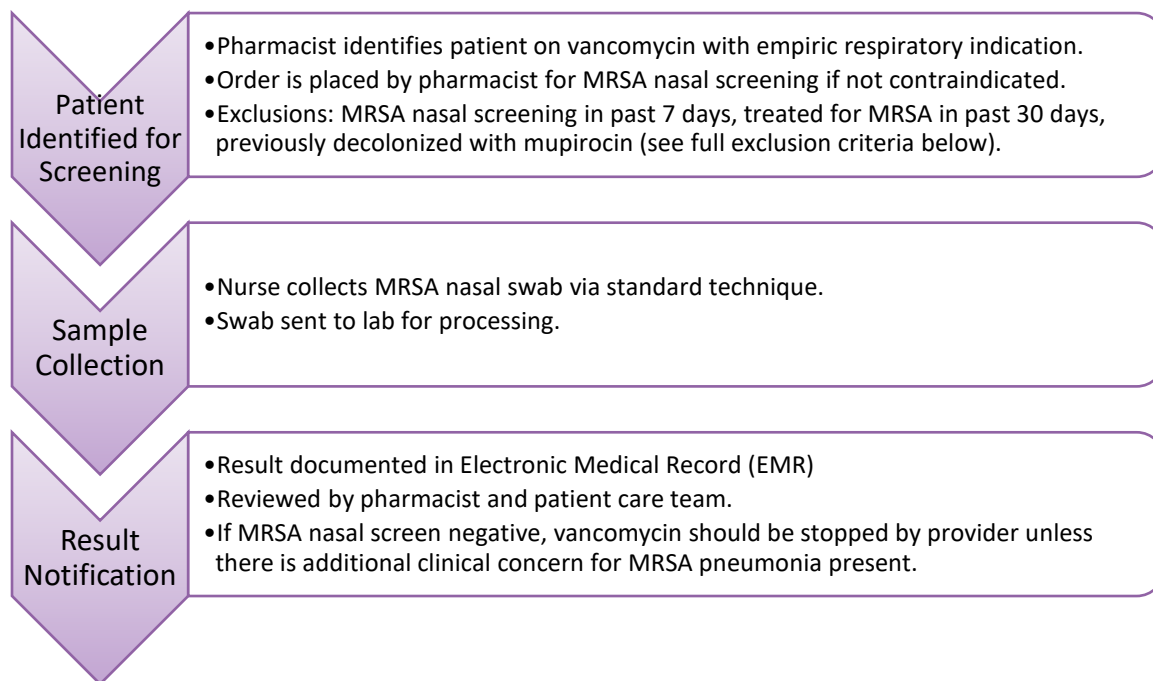 Patient
Identified for
Screening
•Pharmacist identifies patient on vancomycin with empiric respiratory indication.
•Order is placed by pharmacist for MRSA nasal screening if not contraindicated.
•Exclusions: MRSA nasal screening in past 7 days, treated for MRSA in past 30 days,
previously decolonized with mupirocin (see full exclusion criteria below).
Sample
Collection
•Nurse collects MRSA nasal swab via standard technique.
•Swab sent to lab for processing.
Result
Notification
•Result documented in Electronic Medical Record (EMR)
•Reviewed by pharmacist and patient care team.
•If MRSA nasal screen negative, vancomycin should be stopped by provider unless
there is additional clinical concern for MRSA pneumonia present.